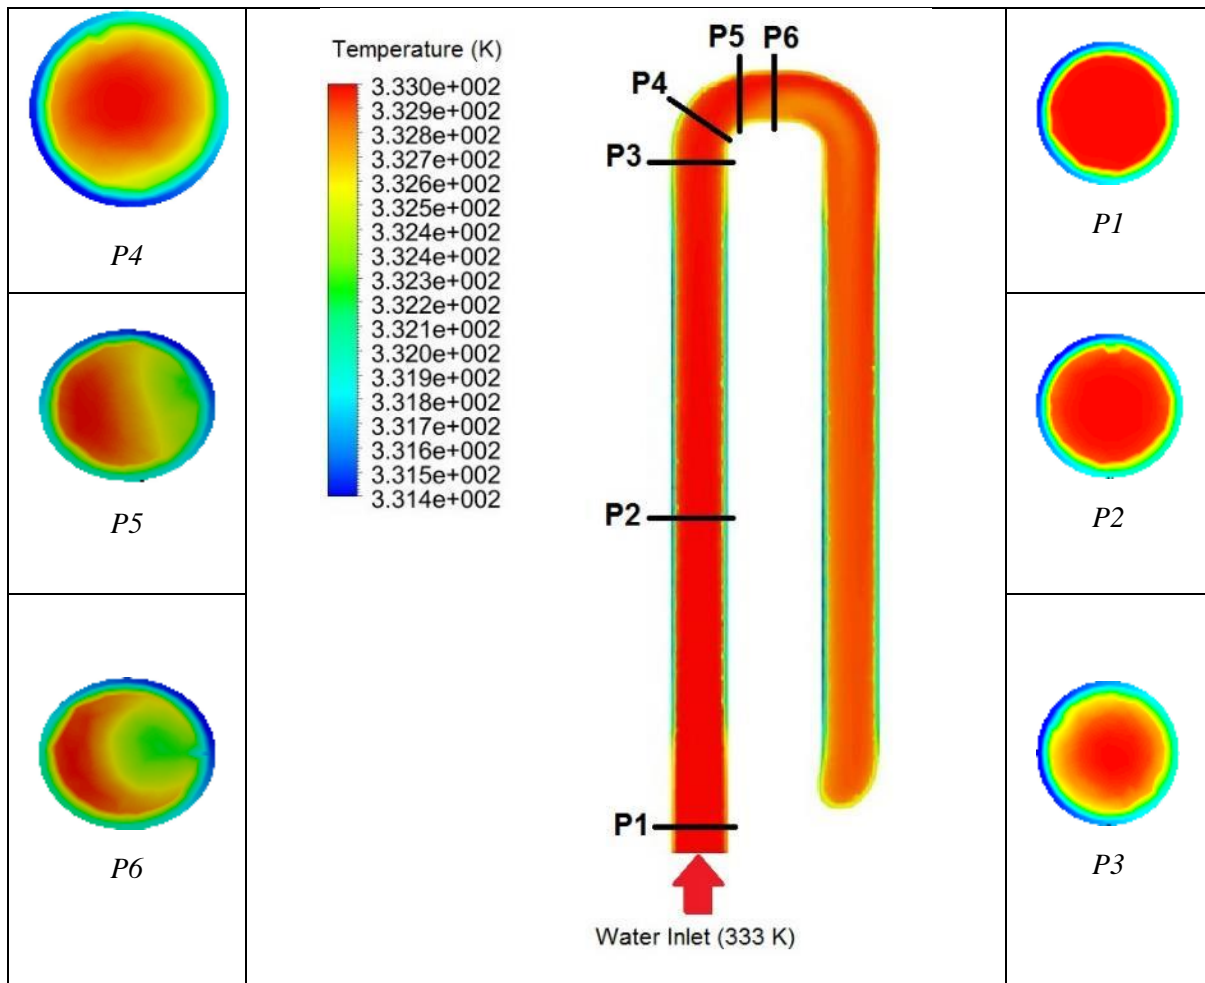 P4
P5
P6
Temperature (K)
3.330e+002
3.329e+002
3.328e+002
3.327e+002
3.326e+002
3.325e+002
3.324e+002
3.324e+002
3.323e+002
3.322e+002
3.321e+002
3.320e+002
3.319e+002
3.318e+002
3.317e+002
3.316e+002
3.315e+002
3.314e+002
P5 P6
P4
P3
P2
P1
Water Inlet (333 K)
P1
P2
P3